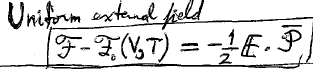 Uniform external field
ℱ - ℱ₀(V,T) = -½ 𝔼 · 𝒫̄